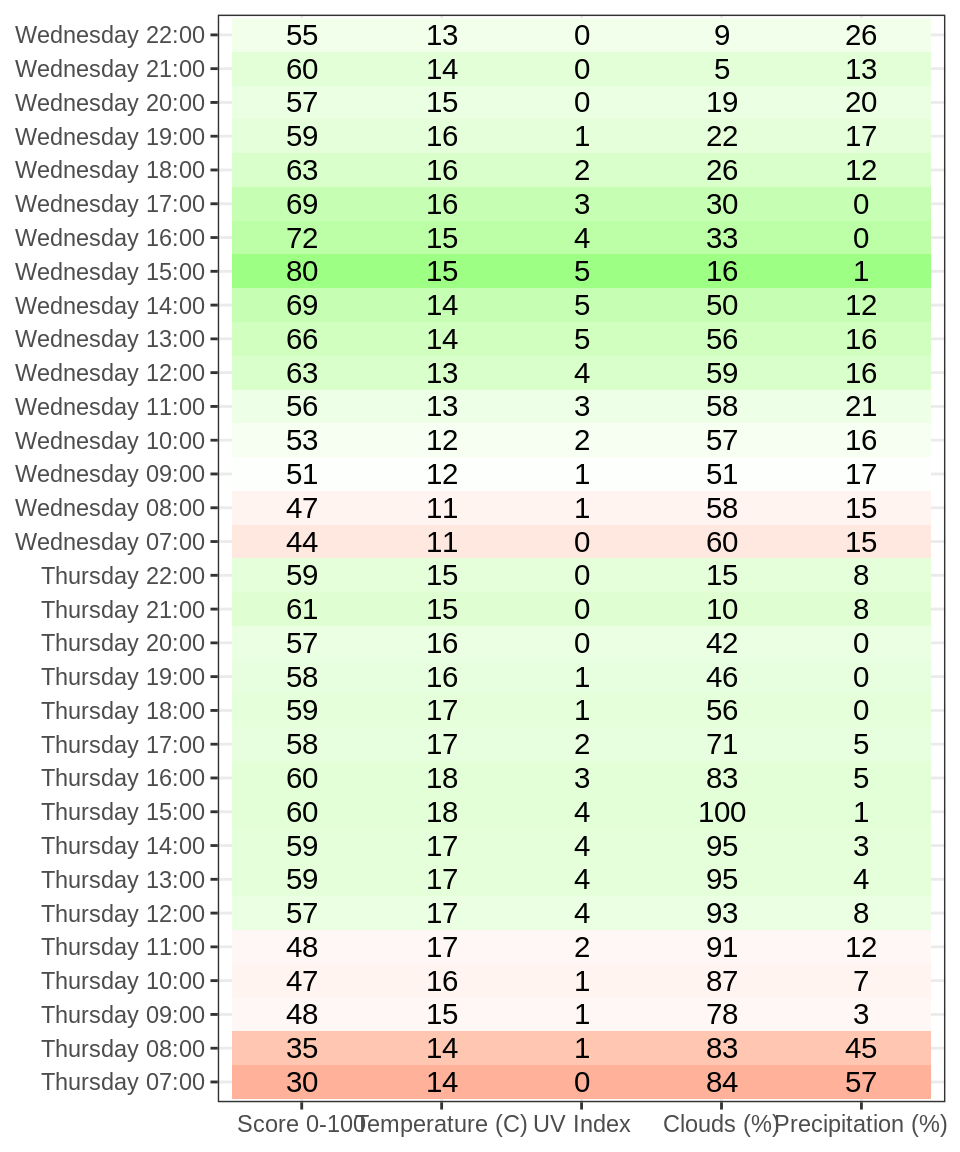 Wednesday 22:00 55 13 0 9 26
Wednesday 21:00 60 14 0 5 13
Wednesday 20:00 57 15 0 19 20
Wednesday 19:00 59 16 1 22 17
Wednesday 18:00 63 16 2 26 12
Wednesday 17:00 69 16 3 30 0
Wednesday 16:00 72 15 4 33 0
Wednesday 15:00 80 15 5 16 1
Wednesday 14:00 69 14 5 50 12
Wednesday 13:00 66 14 5 56 16
Wednesday 12:00 63 13 4 59 16
Wednesday 11:00 56 13 3 58 21
Wednesday 10:00 53 12 2 57 16
Wednesday 09:00 51 12 1 51 17
Wednesday 08:00 47 11 1 58 15
Wednesday 07:00 44 11 0 60 15
Thursday 22:00 59 15 0 15 8
Thursday 21:00 61 15 0 10 8
Thursday 20:00 57 16 0 42 0
Thursday 19:00 58 16 1 46 0
Thursday 18:00 59 17 1 56 0
Thursday 17:00 58 17 2 71 5
Thursday 16:00 60 18 3 83 5
Thursday 15:00 60 18 4 100 1
Thursday 14:00 59 17 4 95 3
Thursday 13:00 59 17 4 95 4
Thursday 12:00 57 17 4 93 8
Thursday 11:00 48 17 2 91 12
Thursday 10:00 47 16 1 87 7
Thursday 09:00 48 15 1 78 3
Thursday 08:00 35 14 1 83 45
Thursday 07:00 30 14 0 84 57
Score 0-100 Temperature (C) UV Index Clouds (%) Precipitation (%)